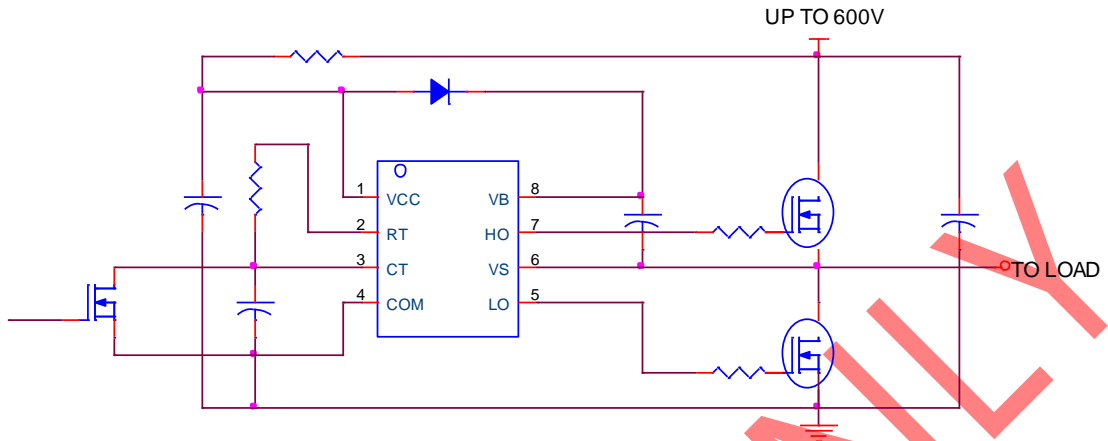 UP TO 600V
1 VCC VB 8
2 RT HO 7
3 CT VS 6
4 COM LO 5
TO LOAD